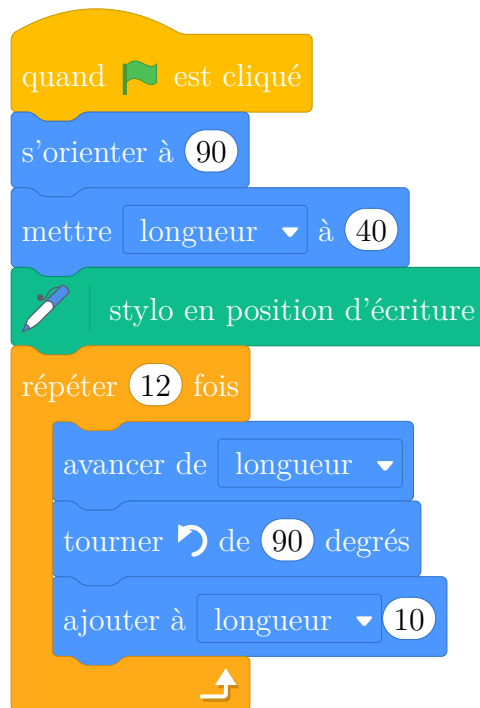 quand est cliqué
s'orienter à 90
mettre longueur à 40
stylo en position d'écriture
répéter 12 fois
avancer de longueur
tourner de 90 degrés
ajouter à longueur 10